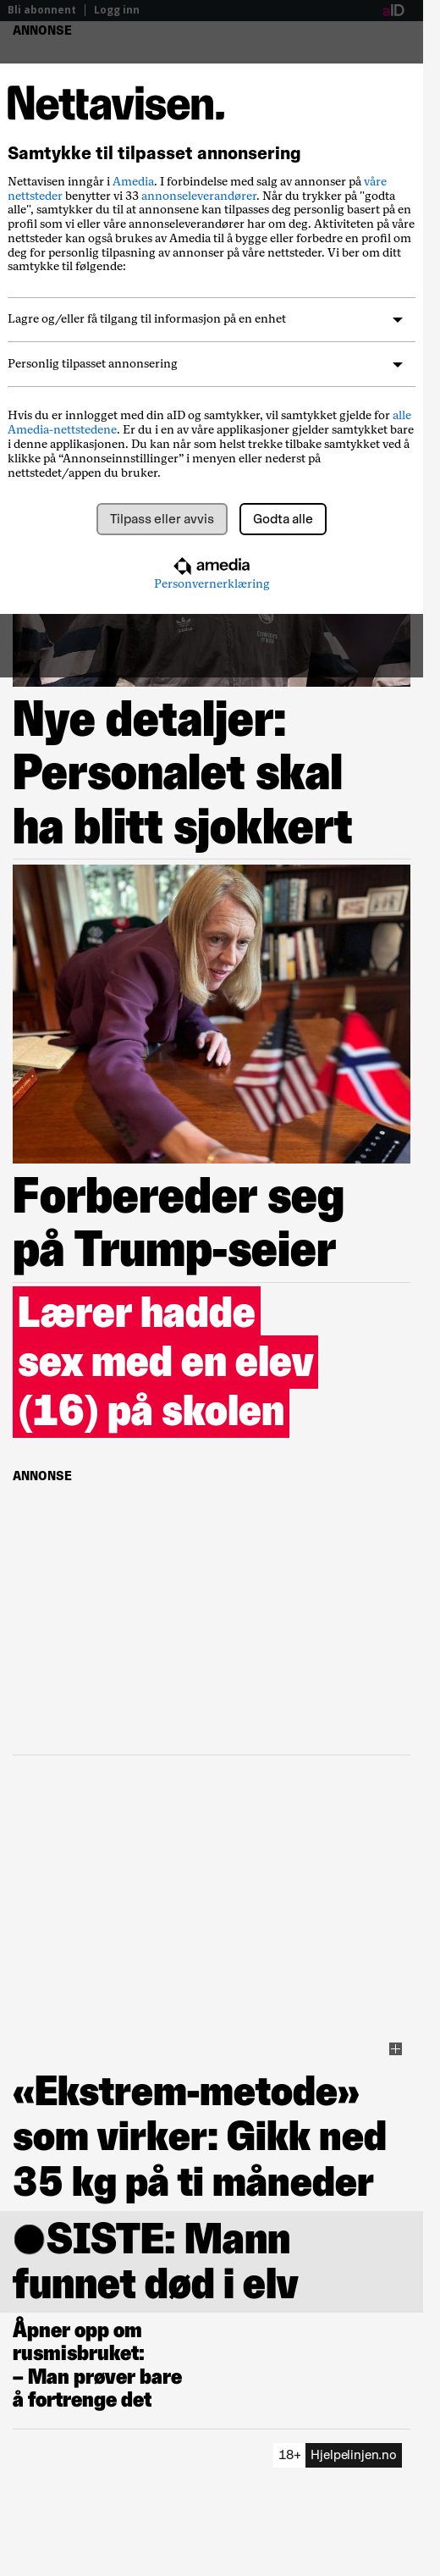 Bli abonnent
Logg inn
aID
ANNONSE
Nettavisen.
Samtykke til tilpasset annonsering
Nettavisen inngår i Amedia. I forbindelse med salg av annonser på våre
nettsteder benytter vi 33 annonseleverandører. Når du trykker på "godta
alle", samtykker du til at annonsene kan tilpasses deg personlig basert på en
profil som vi eller våre annonseleverandører har om deg. Aktiviteten på våre
nettsteder kan også brukes av Amedia til å bygge eller forbedre en profil om
deg for personlig tilpasning av annonser på våre nettsteder. Vi ber om ditt
samtykke til følgende:
Lagre og/eller få tilgang til informasjon på en enhet
Personlig tilpasset annonsering
Hvis du er innlogget med din aID og samtykker, vil samtykket gjelde for alle
Amedia-nettstedene. Er du i en av våre applikasjoner gjelder samtykket bare
i denne applikasjonen. Du kan når som helst trekke tilbake samtykket ved å
klikke på “Annonseinnstillinger” i menyen eller nederst på
nettstedet/appen du bruker.
Tilpass eller avvis
Godta alle
amedia
Personvernerklæring
Nye detaljer:
Personalet skal
ha blitt sjokkert
Forbereder seg
på Trump-seier
Lærer hadde
sex med en elev
(16) på skolen
ANNONSE
«Ekstrem-metode»
som virker: Gikk ned
35 kg på ti måneder
SISTE: Mann
funnet død i elv
Åpner opp om
rusmisbruket:
– Man prøver bare
å fortrenge det
18+ Hjelpelinjen.no